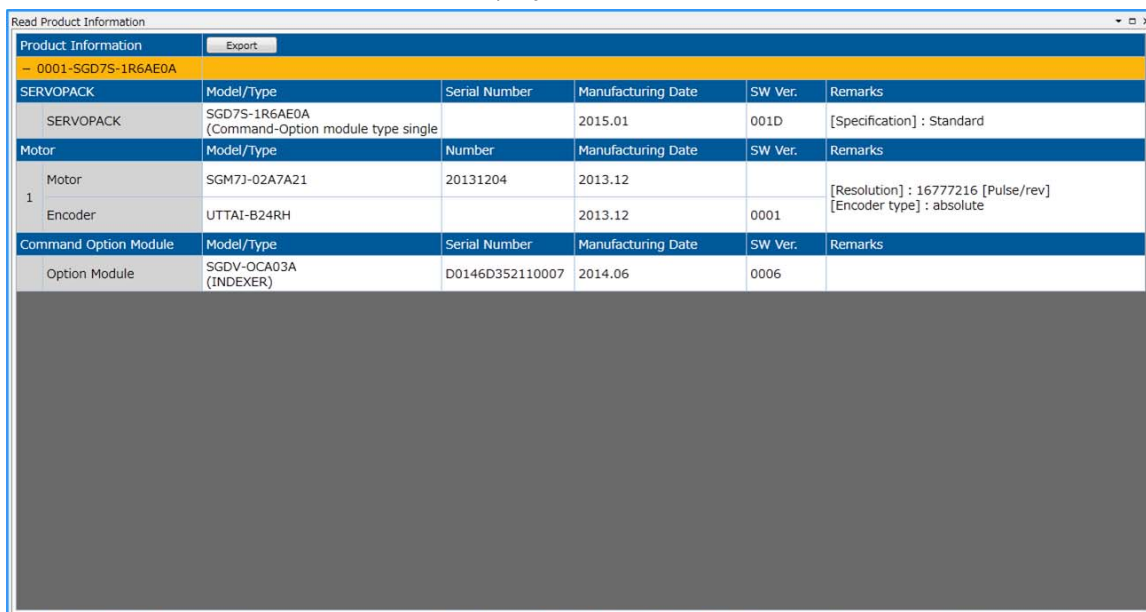 Read Product Information
Product Information Export
− 0001-SGD7S-1R6AE0A
SERVOPACK Model/Type Serial Number Manufacturing Date SW Ver. Remarks
SERVOPACK SGD7S-1R6AE0A
(Command-Option module type single 2015.01 001D [Specification] : Standard
Motor Model/Type Number Manufacturing Date SW Ver. Remarks
1 Motor SGM7J-02A7A21 20131204 2013.12 [Resolution] : 16777216 [Pulse/rev]
Encoder UTTAI-B24RH 2013.12 0001 [Encoder type] : absolute
Command Option Module Model/Type Serial Number Manufacturing Date SW Ver. Remarks
Option Module SGDV-OCA03A
(INDEXER) D0146D352110007 2014.06 0006